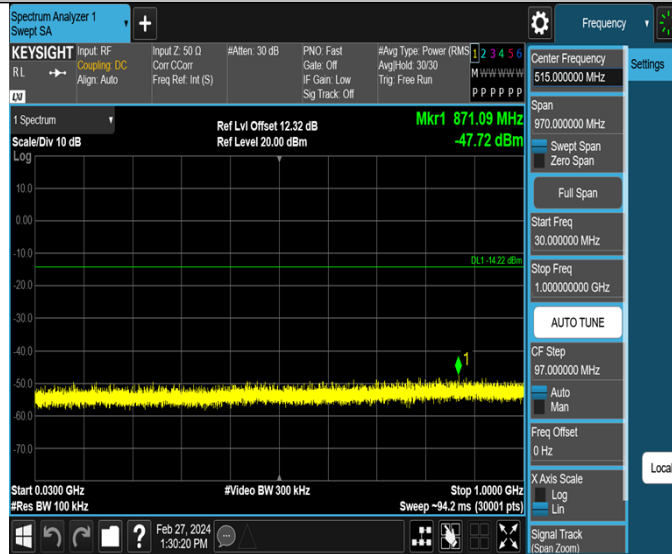 Spectrum Analyzer 1
Swept SA
Frequency
KEYSIGHT
RL
LXI
Input: RF
Coupling: DC
Align: Auto
Input Z: 50 Ω
Corr CCorr
Freq Ref: Int (S)
#Atten: 30 dB
PNO: Fast
Gate: Off
IF Gain: Low
Sig Track: Off
#Avg Type: Power (RMS
Avg|Hold: 30/30
Trig: Free Run
1 2 3 4 5 6
M W W W W W
P P P P P P
1 Spectrum
Scale/Div 10 dB
Log
Ref Lvl Offset 12.32 dB
Ref Level 20.00 dBm
Mkr1 871.09 MHz
-47.72 dBm
10.0
0.00
-10.0
DL1 -14.22 dBm
-20.0
-30.0
-40.0
1
-50.0
-60.0
-70.0
Start 0.0300 GHz
#Res BW 100 kHz
#Video BW 300 kHz
Stop 1.0000 GHz
Sweep ~94.2 ms (30001 pts)
?
Feb 27, 2024
1:30:20 PM
Center Frequency
515.000000 MHz
Span
970.000000 MHz
Swept Span
Zero Span
Full Span
Start Freq
30.000000 MHz
Stop Freq
1.000000000 GHz
AUTO TUNE
CF Step
97.000000 MHz
Auto
Man
Freq Offset
0 Hz
X Axis Scale
Log
Lin
Signal Track
(Span Zoom)
Settings
Local